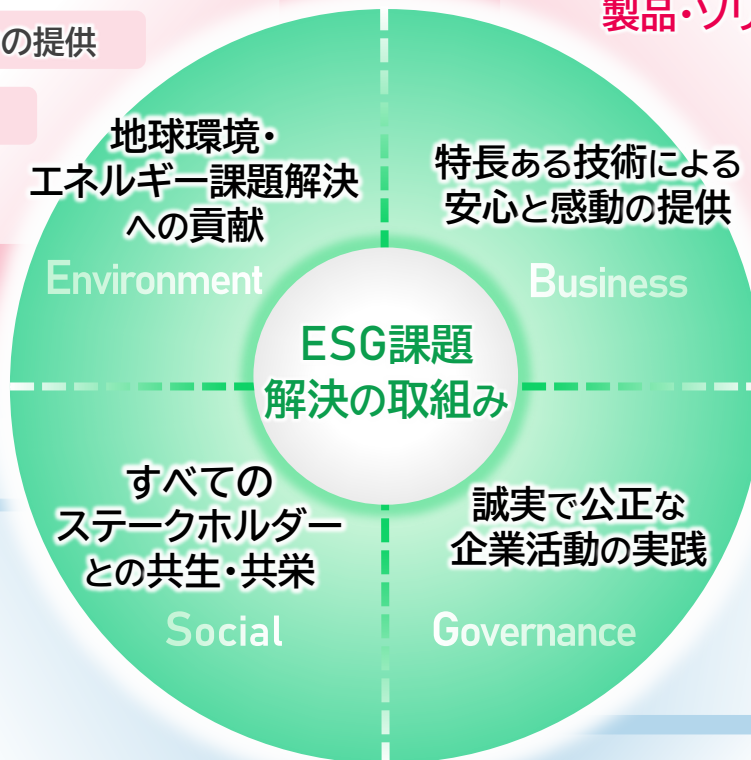 の提供
製品・ソリ
地球環境・
エネルギー課題解決
への貢献
Environment
特長ある技術による
安心と感動の提供
Business
ESG課題
解決の取組み
すべての
ステークホルダー
との共生・共栄
Social
誠実で公正な
企業活動の実践
Governance